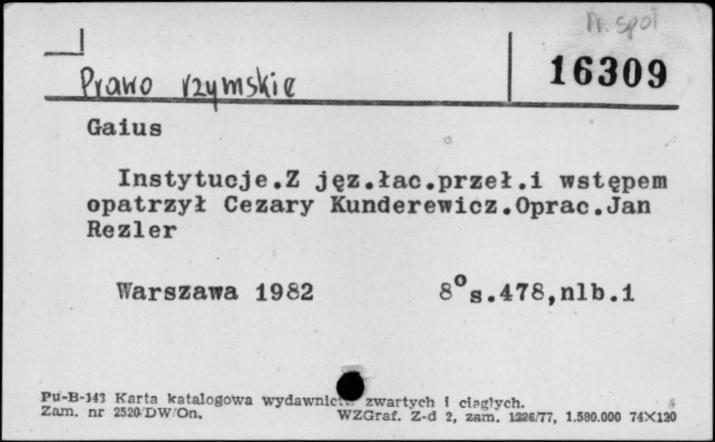 n. spol
16309
Prawo rzymskie
Gaius
Instytucje.Z jęz.łac.przeł.i wstępem
opatrzył Cezary Kunderewicz.Oprac.Jan
Rezler
Warszawa 1982 8° s.478,nlb.1
Pu-B-143 Karta katalogowa wydawnictw zwartych i ciągłych.
Zam. nr 2520/DW/On. WZGraf. Z-d 2, zam. 1226/77, 1.580.000 74X120